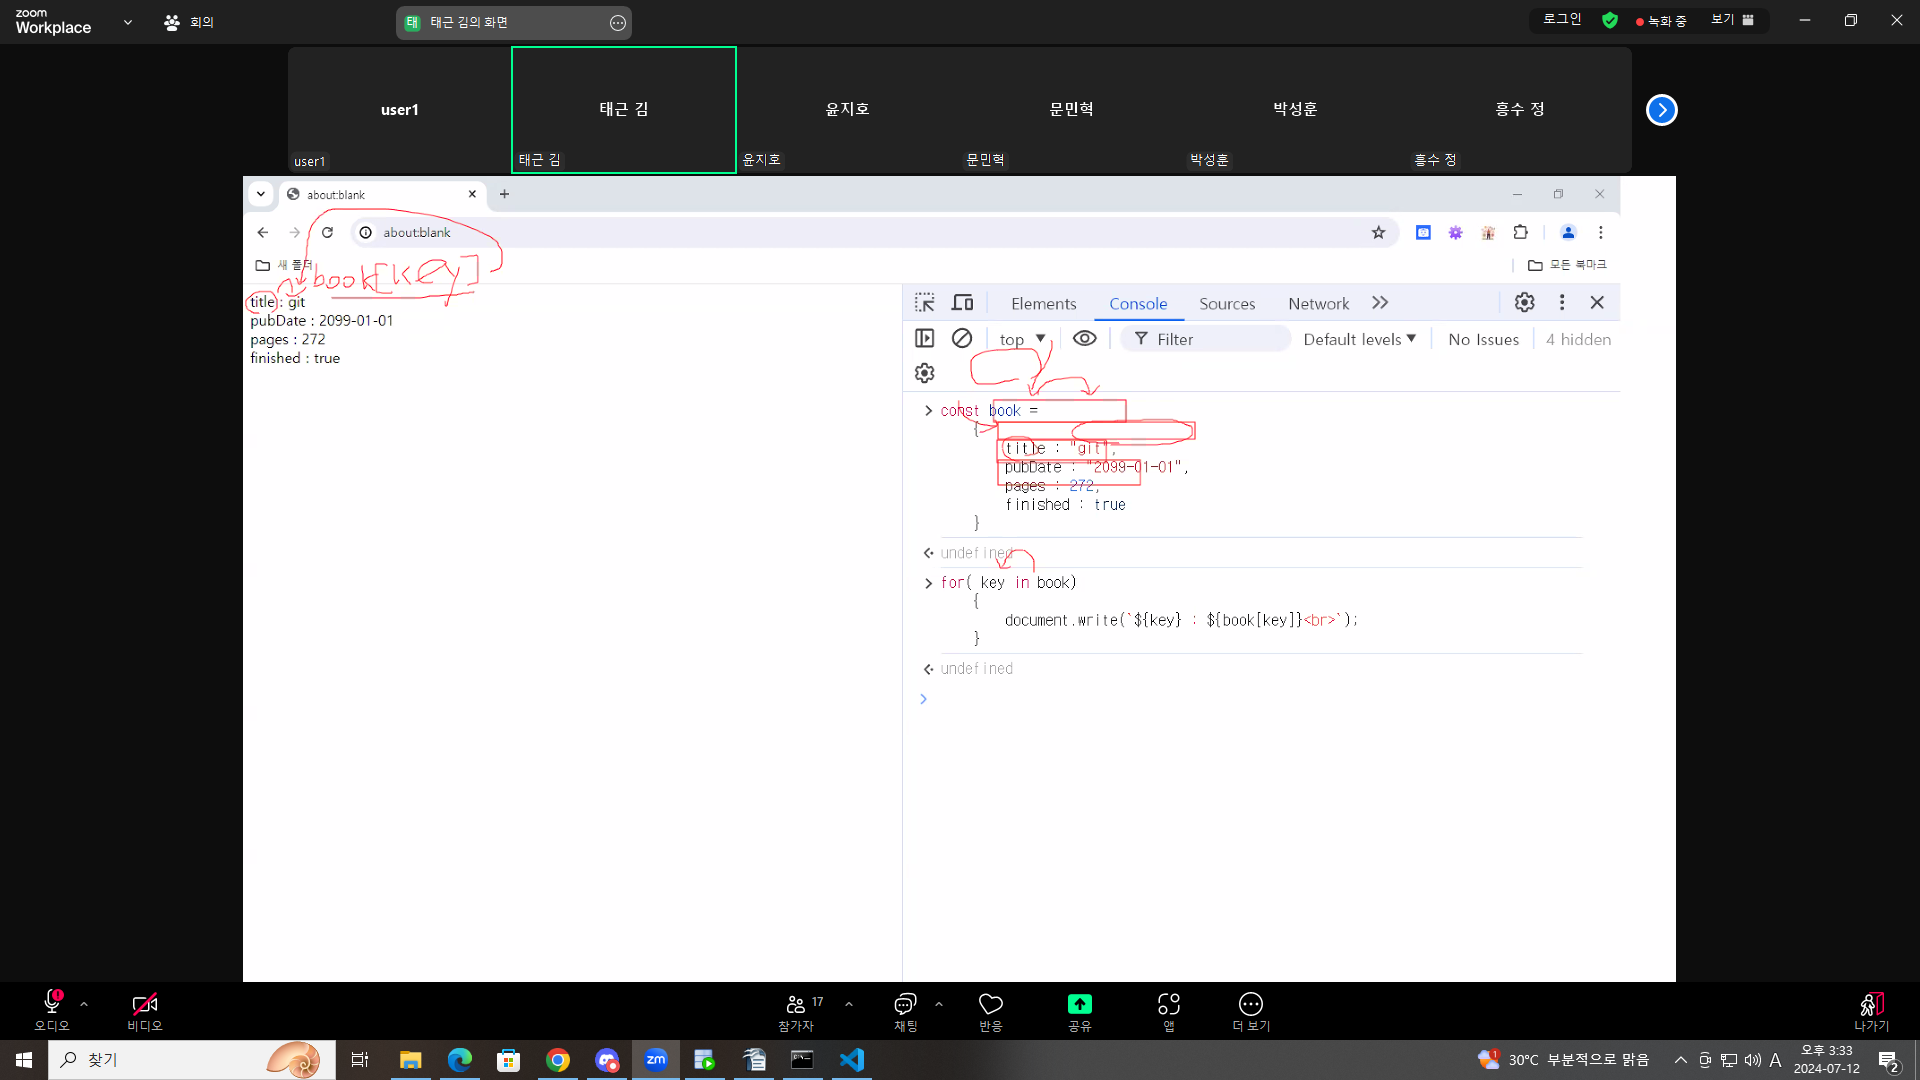 zoom
Workplace
회의
태 태근 김의 화면
로그인
녹화 중
보기
user1
태근 김
윤지호
문민혁
박성훈
흥수 정
user1
태근 김
윤지호
문민혁
박성훈
흥수 정
about:blank
about:blank
새 폴더
모든 북마크
book[key]
title : git
pubDate : 2099-01-01
pages : 272
finished : true
Elements
Console
Sources
Network
top
Filter
Default levels
No Issues
4 hidden
const book =
{
title : "git",
pubDate : "2099-01-01",
pages : 272,
finished : true
}
undefined
for( key in book)
{
document.write(`${key} : ${book[key]}<br>`);
}
undefined
오디오
비디오
17
참가자
채팅
반응
공유
앱
더 보기
나가기
찾기
zm
1
30°C 부분적으로 맑음
A
오후 3:33
2024-07-12
2